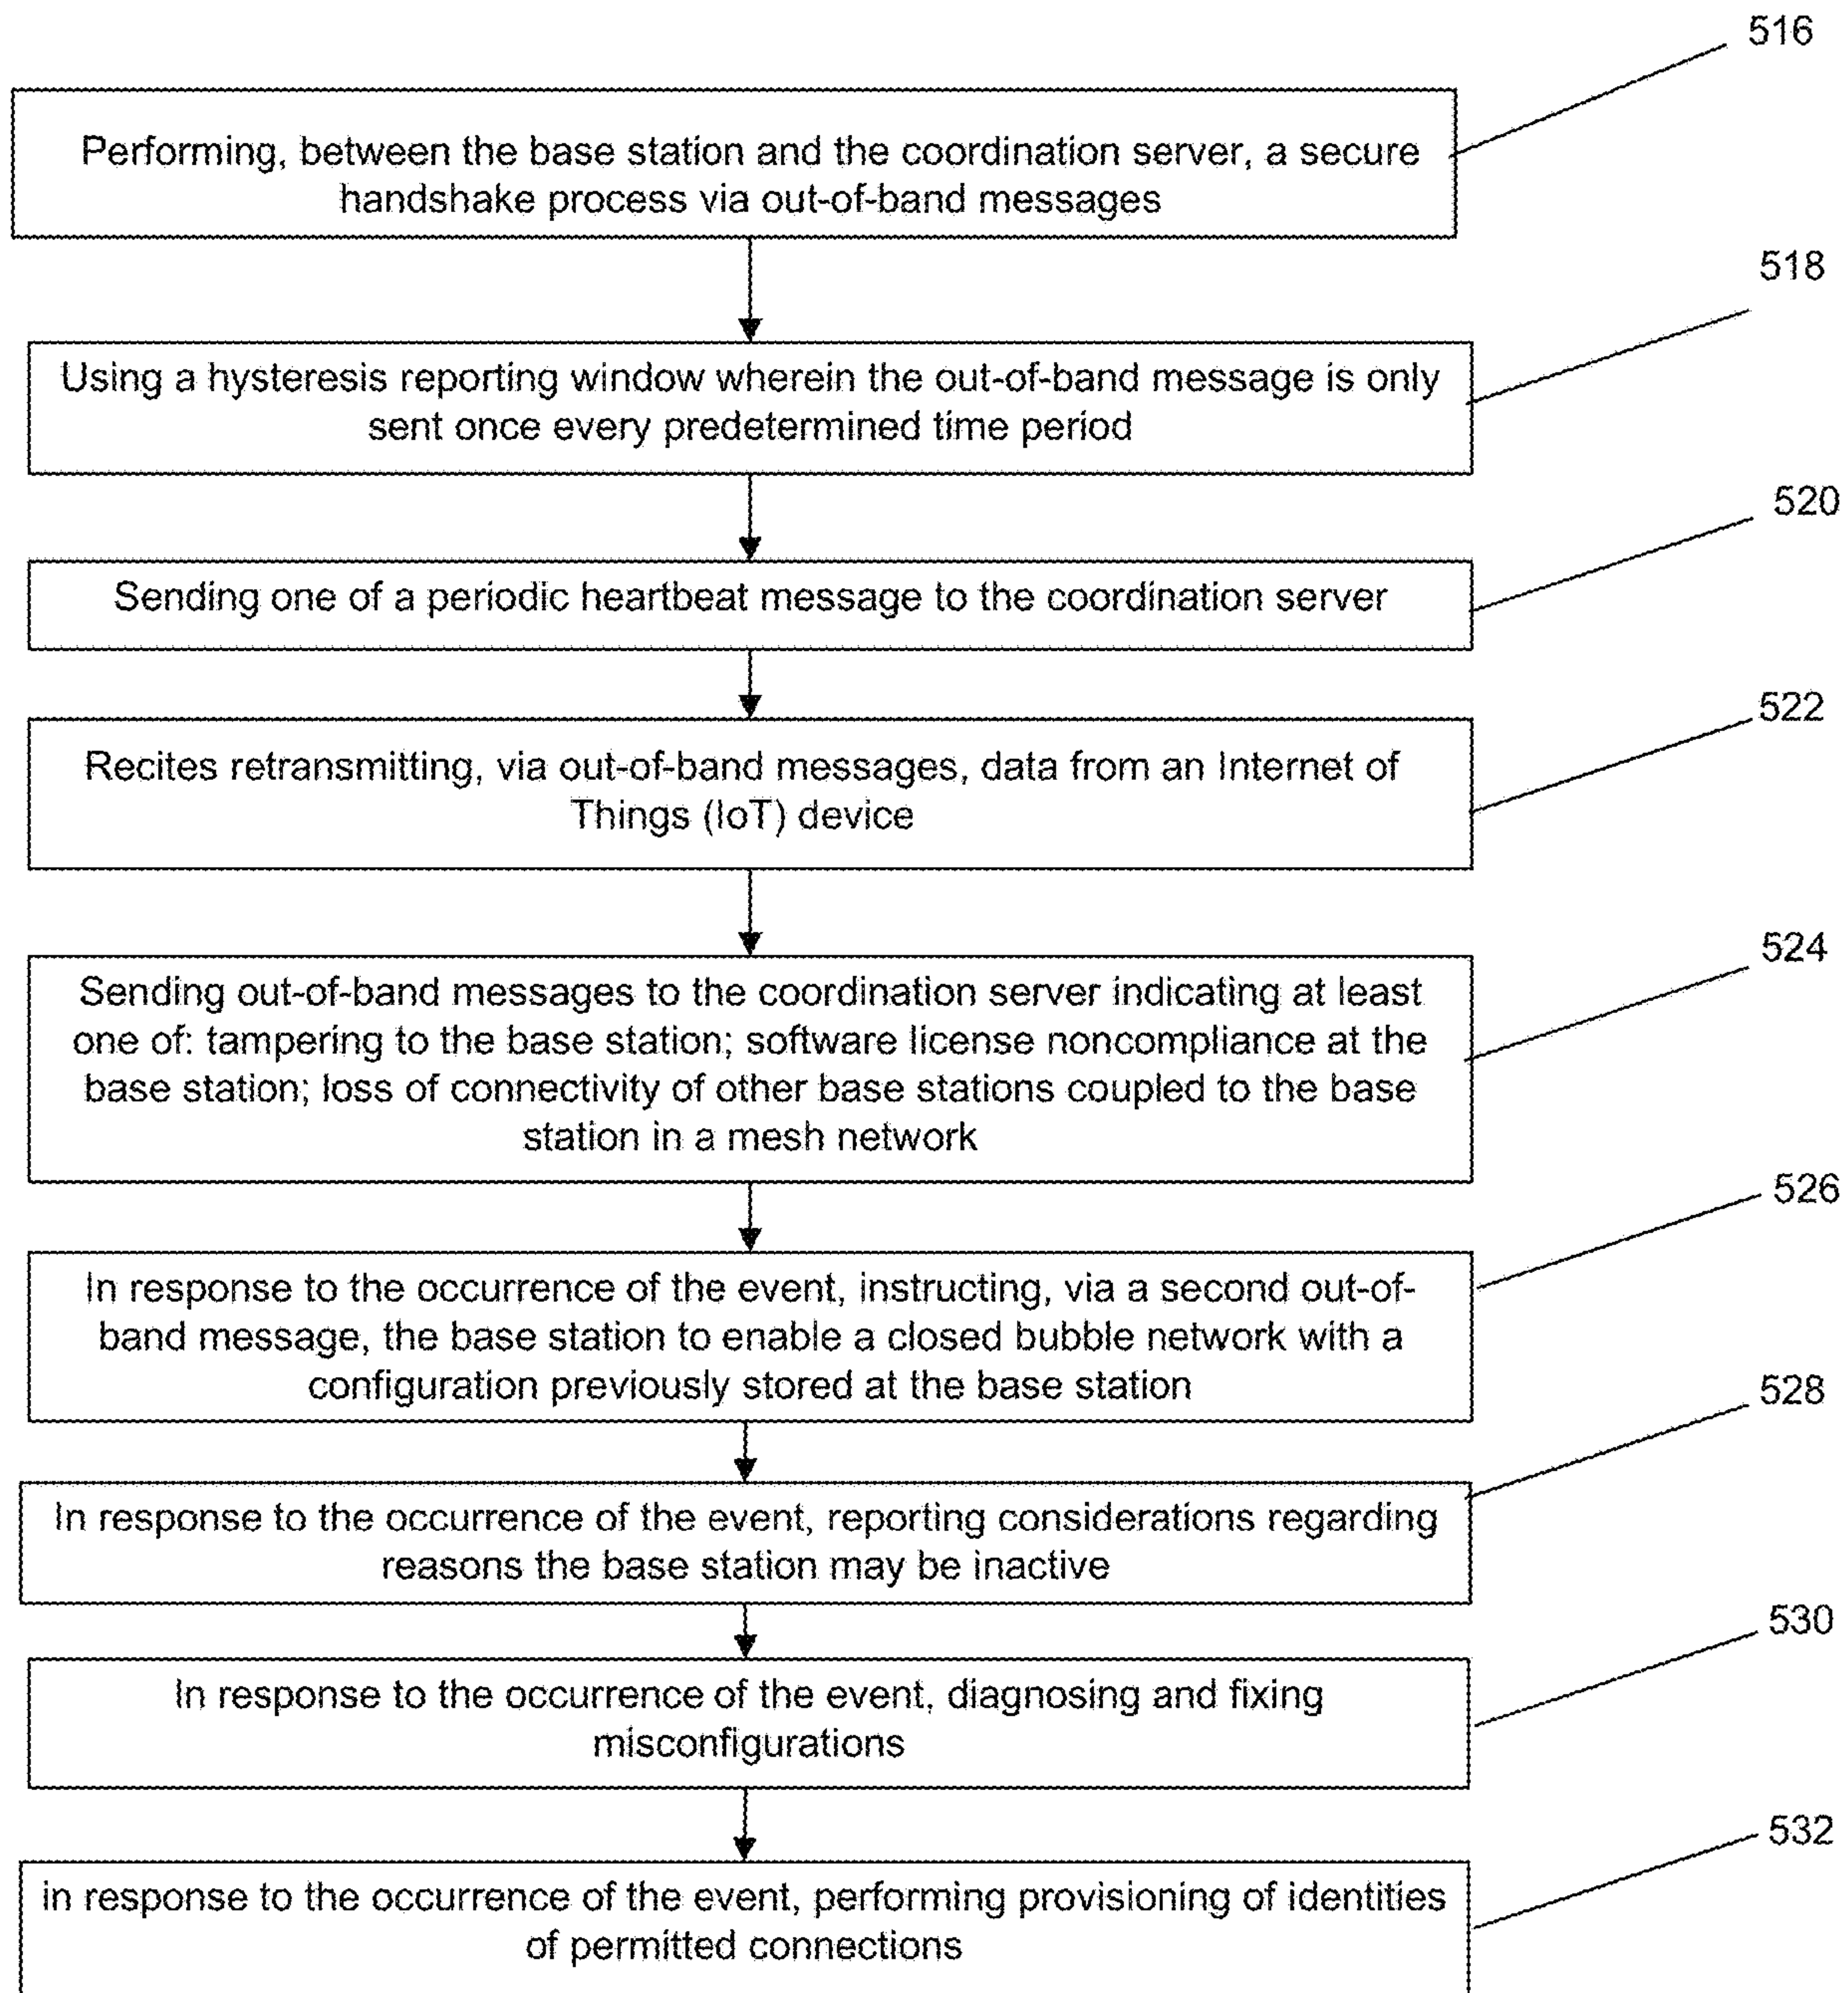 516
Performing, between the base station and the coordination server, a secure
handshake process via out-of-band messages
518
Using a hysteresis reporting window wherein the out-of-band message is only
sent once every predetermined time period
520
Sending one of a periodic heartbeat message to the coordination server
522
Recites retransmitting, via out-of-band messages, data from an Internet of
Things (IoT) device
524
Sending out-of-band messages to the coordination server indicating at least
one of: tampering to the base station; software license noncompliance at the
base station; loss of connectivity of other base stations coupled to the base
station in a mesh network
526
In response to the occurrence of the event, instructing, via a second out-of-
band message, the base station to enable a closed bubble network with a
configuration previously stored at the base station
528
In response to the occurrence of the event, reporting considerations regarding
reasons the base station may be inactive
530
In response to the occurrence of the event, diagnosing and fixing
misconfigurations
532
in response to the occurrence of the event, performing provisioning of identities
of permitted connections